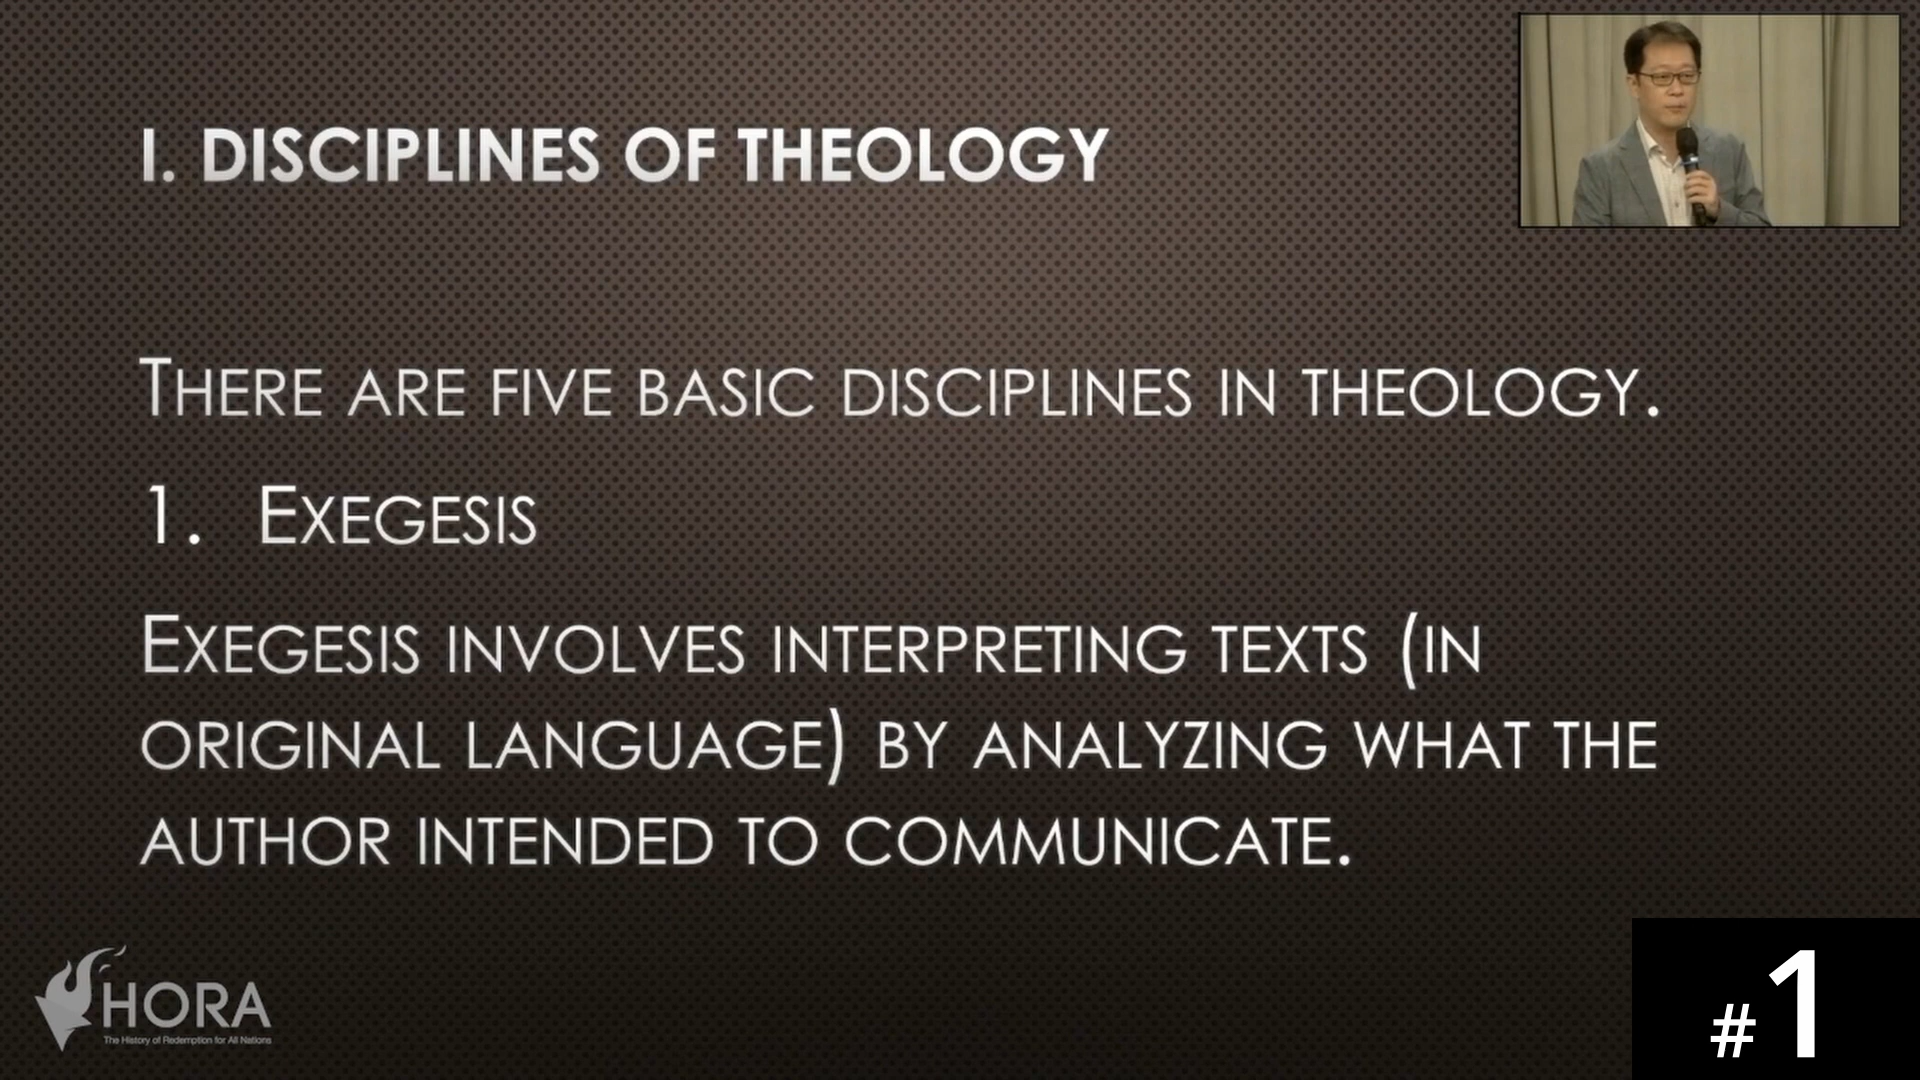 I. DISCIPLINES OF THEOLOGY
THERE ARE FIVE BASIC DISCIPLINES IN THEOLOGY.
1. EXEGESIS
EXEGESIS INVOLVES INTERPRETING TEXTS (IN
ORIGINAL LANGUAGE) BY ANALYZING WHAT THE
AUTHOR INTENDED TO COMMUNICATE.
HORA
The History of Redemption for All Nations
#1